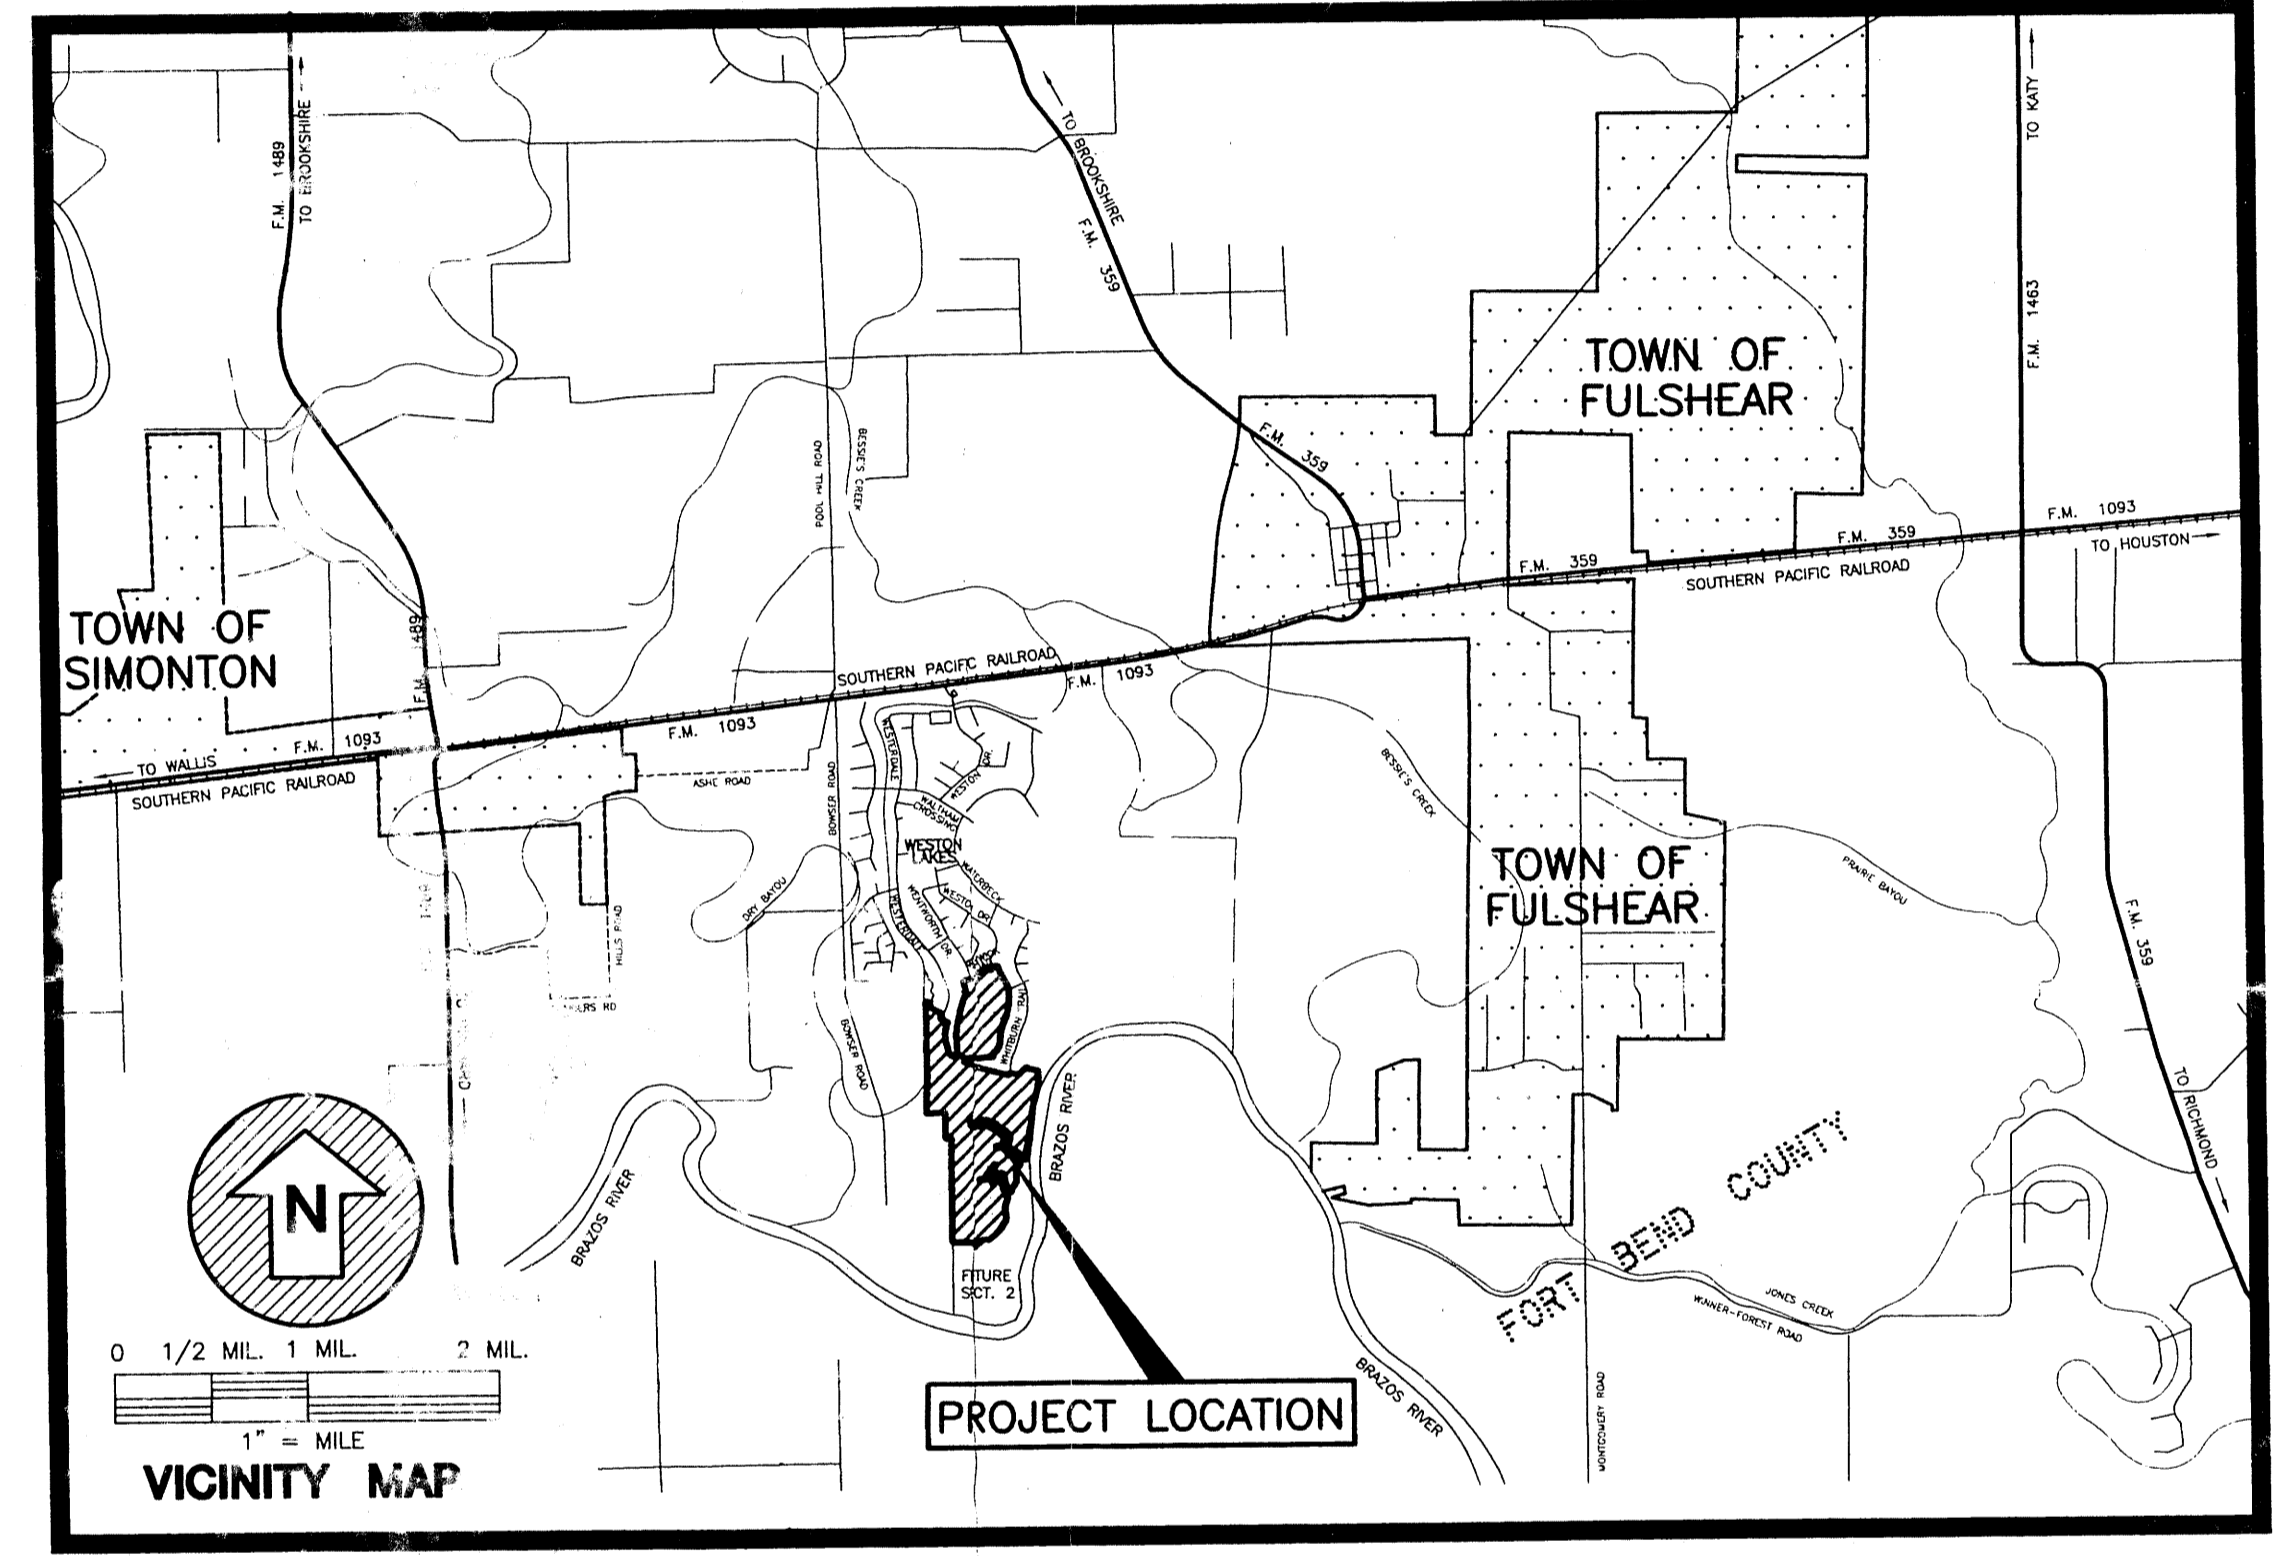 F.M. 1489
TO BROOKSHIRE
TO BROOKSHIRE
F.M. 359
TO KATY
F.M. 1463
TOWN OF
FULSHEAR
POOL HILL ROAD
BESSIE'S CREEK
F.M. 359
F.M. 1093
TO HOUSTON
F.M. 359
F.M. 359
SOUTHERN PACIFIC RAILROAD
TOWN OF
SIMONTON
F.M. 1489
SOUTHERN PACIFIC RAILROAD
F.M. 1093
F.M. 1093
F.M. 1093
TO WALLIS
SOUTHERN PACIFIC RAILROAD
ASHE ROAD
BOWSER ROAD
WESTERDALE
WESTON DR.
WALTHAM
CROSSING
WESTON
LAKES
WATERBECK
WESTON DR.
WENTWORTH DR.
WESTERDALE
DRY BAYOU
HILLS ROAD
BOWSER ROAD
WHITBURN
BESSIE'S CREEK
TOWN OF
FULSHEAR
PRAIRIE BAYOU
F.M. 359
TO RICHMOND
BRAZOS RIVER
BRAZOS RIVER
FORT BEND COUNTY
JONES CREEK
WINNER-FOREST ROAD
MONTGOMERY ROAD
BRAZOS RIVER
SCT. 2
N
0 1/2 MIL. 1 MIL. 2 MIL.
1" = MILE
VICINITY MAP
PROJECT LOCATION